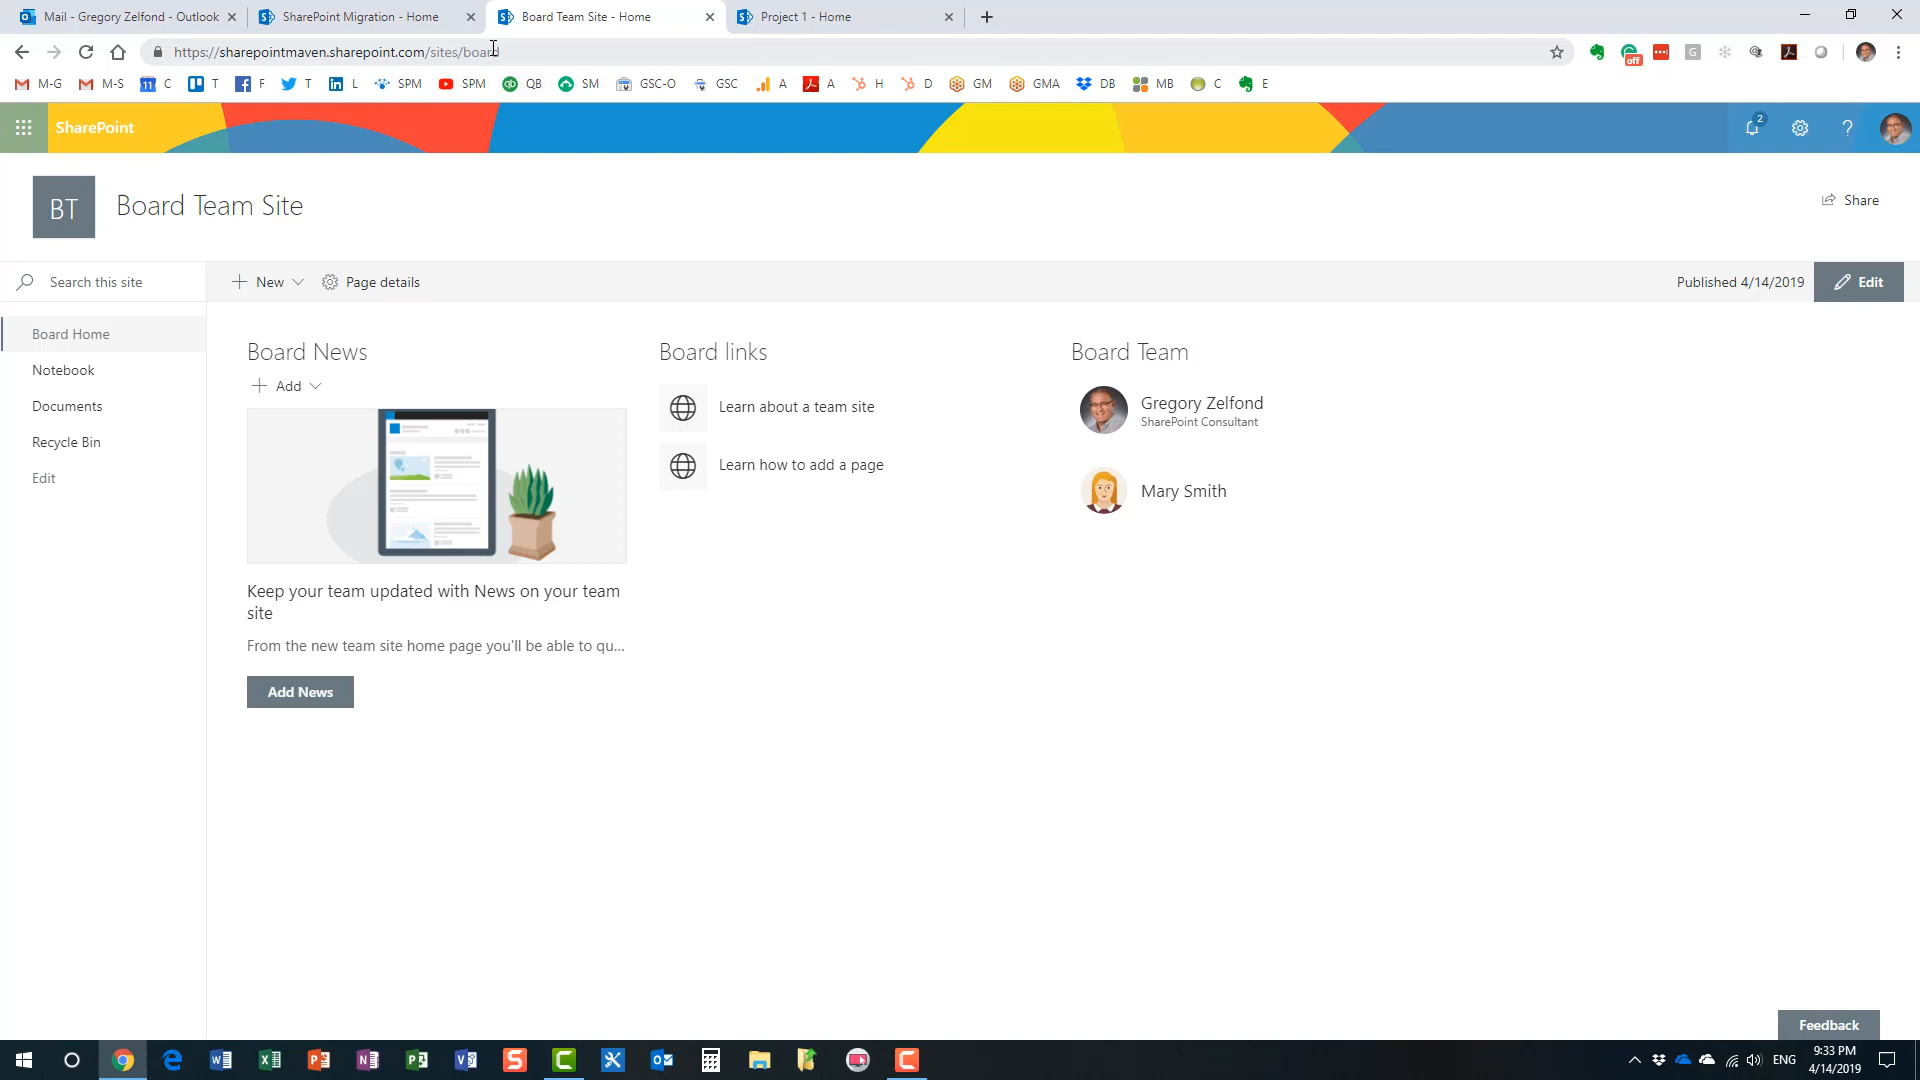 Mail - Gregory Zelfond - Outlook
SharePoint Migration - Home
Board Team Site - Home
Project 1 - Home
https://sharepointmaven.sharepoint.com/sites/board
off
M-G
M-S
11 C
T
F
T
L
SPM
SPM
QB
SM
GSC-O
GSC
A
A
H
D
GM
GMA
DB
MB
C
E
SharePoint
2
?
BT
Board Team Site
Share
Search this site
New
Page details
Published 4/14/2019
Edit
Board Home
Notebook
Documents
Recycle Bin
Edit
Board News
Add
Keep your team updated with News on your team
site
From the new team site home page you'll be able to qu...
Add News
Board links
Learn about a team site
Learn how to add a page
Board Team
Gregory Zelfond
SharePoint Consultant
Mary Smith
Feedback
ENG
9:33 PM
4/14/2019